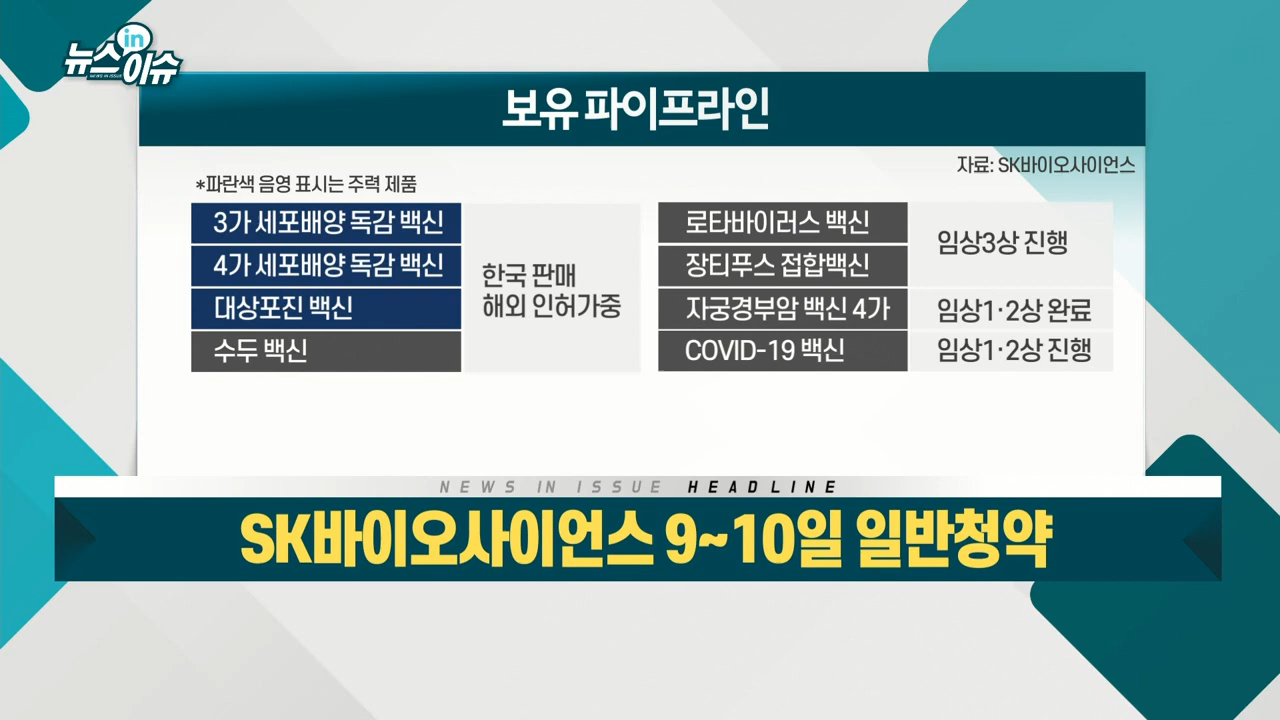 뉴스in이슈
NEWS IN ISSUE
보유 파이프라인
자료: SK바이오사이언스
*파란색 음영 표시는 주력 제품
3가 세포배양 독감 백신
4가 세포배양 독감 백신
대상포진 백신
수두 백신
한국 판매
해외 인허가중
로타바이러스 백신
장티푸스 접합백신
임상3상 진행
자궁경부암 백신 4가
임상1·2상 완료
COVID-19 백신
임상1·2상 진행
NEWS IN ISSUE HEADLINE
SK바이오사이언스 9~10일 일반청약